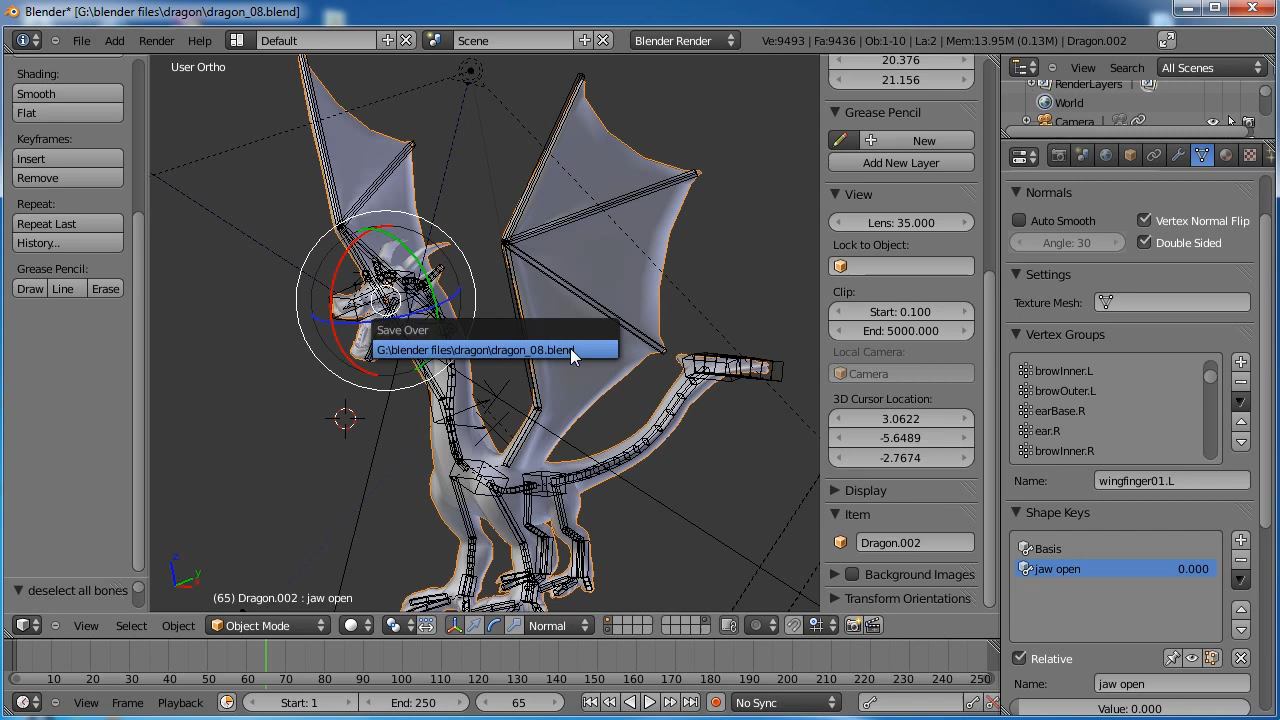 Blender* [G:\blender files\dragon\dragon_08.blend]
File Add Render Help Default Scene Blender Render Ve:9493 | Fa:9436 | Ob:1-10 | La:2 | Mem:13.95M (0.13M) | Dragon.002
Shading:
Smooth
Flat
Keyframes:
Insert
Remove
Repeat:
Repeat Last
History...
Grease Pencil:
Draw Line Erase
deselect all bones
User Ortho
Save Over
G:\blender files\dragon\dragon_08.blend
z
y
(65) Dragon.002 : jaw open
20.376
21.156
Grease Pencil
New
Add New Layer
View
Lens: 35.000
Lock to Object:
Clip:
Start: 0.100
End: 5000.000
Local Camera:
Camera
3D Cursor Location:
3.0622
-5.6489
-2.7674
Display
Item
Dragon.002
Background Images
Transform Orientations
View Search All Scenes
RenderLayers
World
Camera
Normals
Auto Smooth
Angle: 30
Vertex Normal Flip
Double Sided
Settings
Texture Mesh:
Vertex Groups
browInner.L
browOuter.L
earBase.R
ear.R
browInner.R
Name: wingfinger01.L
Shape Keys
Basis
jaw open 0.000
Relative
Name: jaw open
Value: 0.000
View Select Object Object Mode Normal
10 20 30 40 50 60 70 80 90 100 110 120 130 140 150 160 170 180 190 200 210 220 230 240 250
View Frame Playback Start: 1 End: 250 65 No Sync